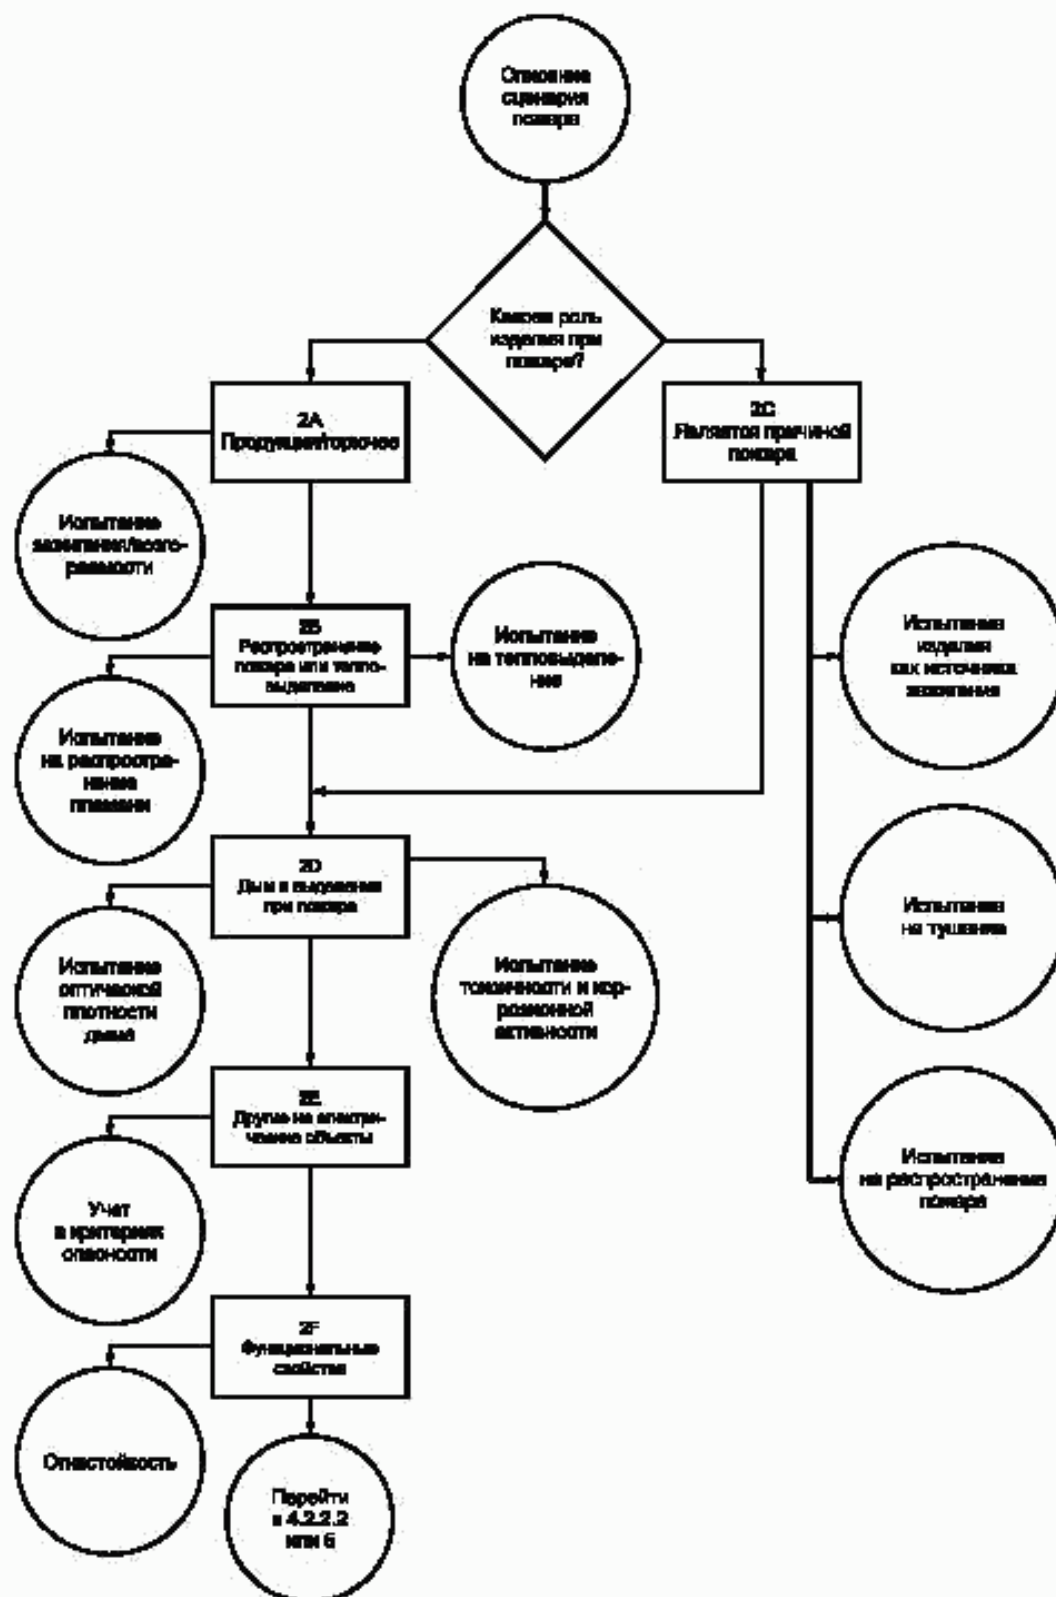 Описание
сценария
пожара
Какова роль
изделия при
пожаре?
2A
Продукция/горючее
2C
Является причиной
пожара
Испытание
зажигания/возго-
раемости
2B
Распространение
пожара или тепло-
выделение
Испытание
на тепловыделе-
ние
Испытание
изделия
как источника
зажигания
Испытание
на распростра-
нение
пламени
2D
Дым и выделения
при пожаре
Испытание
на тушение
Испытание
оптической
плотности
дыма
Испытание
токсичности и кор-
розионной
активности
2E
Другие не электри-
ческие объекты
Испытание
на распространение
пожара
Учет
в критериях
опасности
2F
Функциональные
свойства
Огнестойкость
Перейти
к 4.2.2.2
или 6